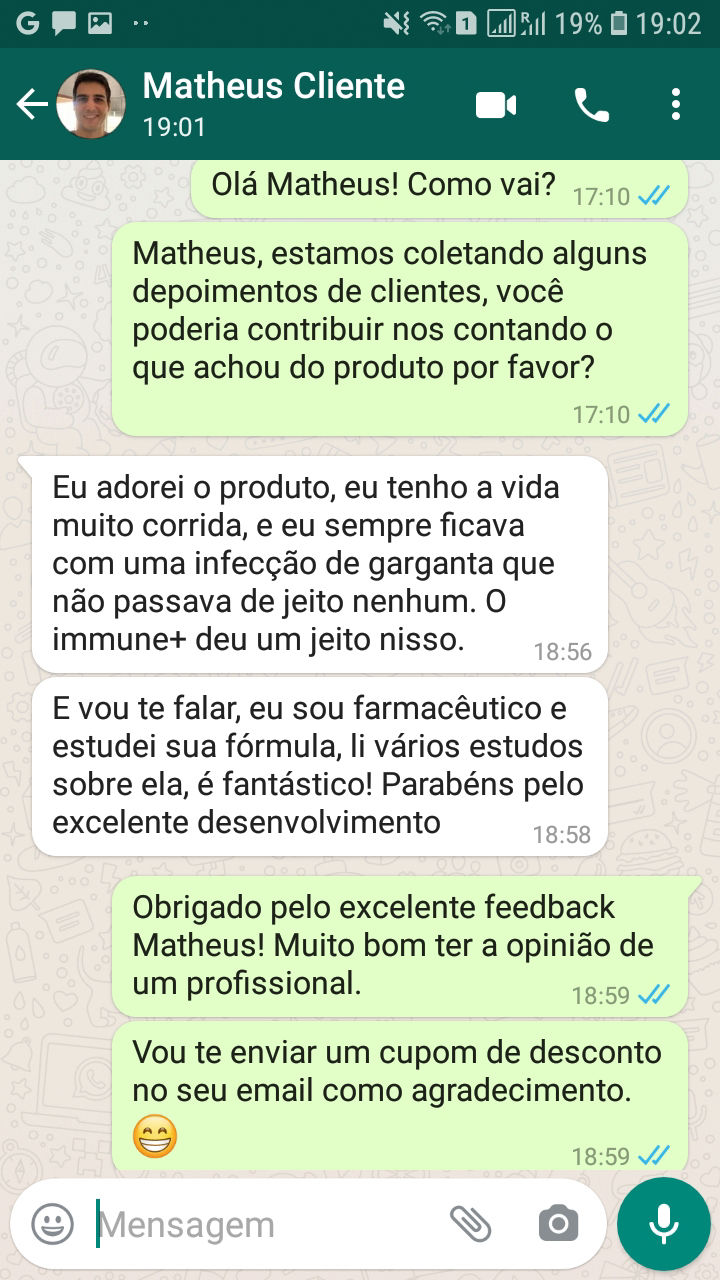 G 1 R 19% 19:02
Matheus Cliente
19:01
Olá Matheus! Como vai? 17:10
Matheus, estamos coletando alguns
depoimentos de clientes, você
poderia contribuir nos contando o
que achou do produto por favor?
17:10
Eu adorei o produto, eu tenho a vida
muito corrida, e eu sempre ficava
com uma infecção de garganta que
não passava de jeito nenhum. O
immune+ deu um jeito nisso. 18:56
E vou te falar, eu sou farmacêutico e
estudei sua fórmula, li vários estudos
sobre ela, é fantástico! Parabéns pelo
excelente desenvolvimento 18:58
Obrigado pelo excelente feedback
Matheus! Muito bom ter a opinião de
um profissional. 18:59
Vou te enviar um cupom de desconto
no seu email como agradecimento.
😁 18:59
Mensagem